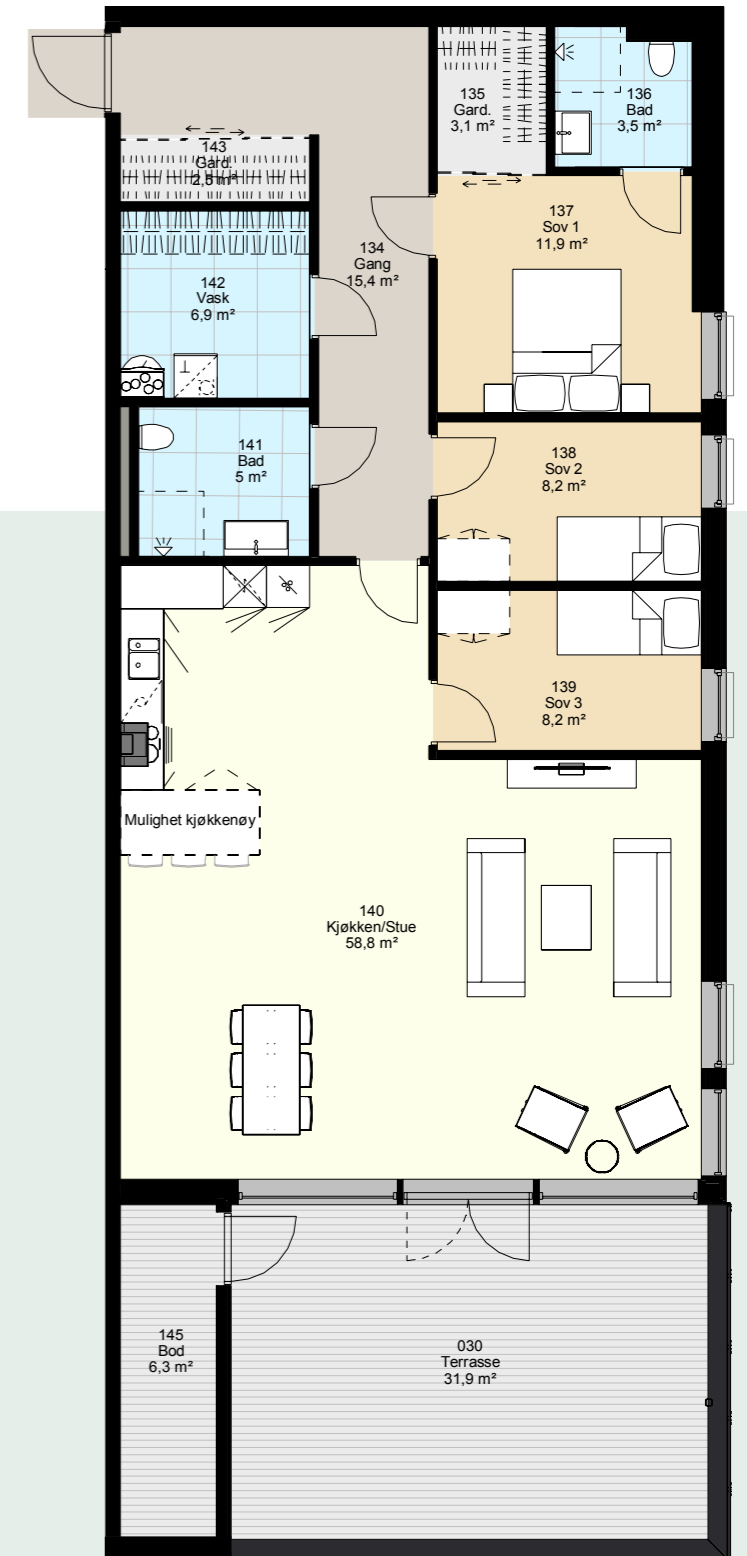 135
Gard.
3,1 m²
136
Bad
3,5 m²
143
Gard.
2,8 m²
137
Sov 1
11,9 m²
134
Gang
15,4 m²
142
Vask
6,9 m²
141
Bad
5 m²
138
Sov 2
8,2 m²
139
Sov 3
8,2 m²
Mulighet kjøkkenøy
140
Kjøkken/Stue
58,8 m²
145
Bod
6,3 m²
030
Terrasse
31,9 m²